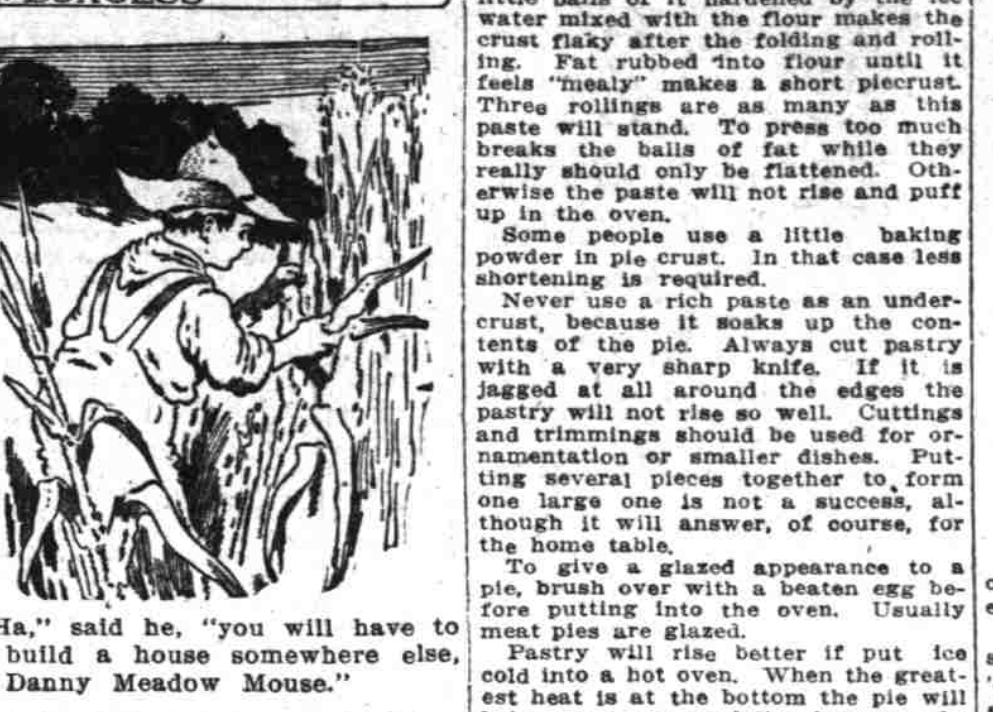 BURGESS
Ha," said he, "you will have to
build a house somewhere else,
Danny Meadow Mouse."
little balls of it hardened by the ice
water mixed with the flour makes the
crust flaky after the folding and roll-
ing. Fat rubbed into flour until it
feels "mealy" makes a short piecrust.
Three rollings are as many as this
paste will stand. To press too much
breaks the balls of fat while they
really should only be flattened. Oth-
erwise the paste will not rise and puff
up in the oven.
Some people use a little baking
powder in pie crust. In that case less
shortening is required.
Never use a rich paste as an under-
crust, because it soaks up the con-
tents of the pie. Always cut pastry
with a very sharp knife. If it is
jagged at all around the edges the
pastry will not rise so well. Cuttings
and trimmings should be used for or-
namentation or smaller dishes. Put-
ting several pieces together to form
one large one is not a success, al-
though it will answer, of course, for
the home table.
To give a glazed appearance to a
pie, brush over with a beaten egg be-
fore putting into the oven. Usually
meat pies are glazed.
Pastry will rise better if put ice
cold into a hot oven. When the great-
est heat is at the bottom the pie will